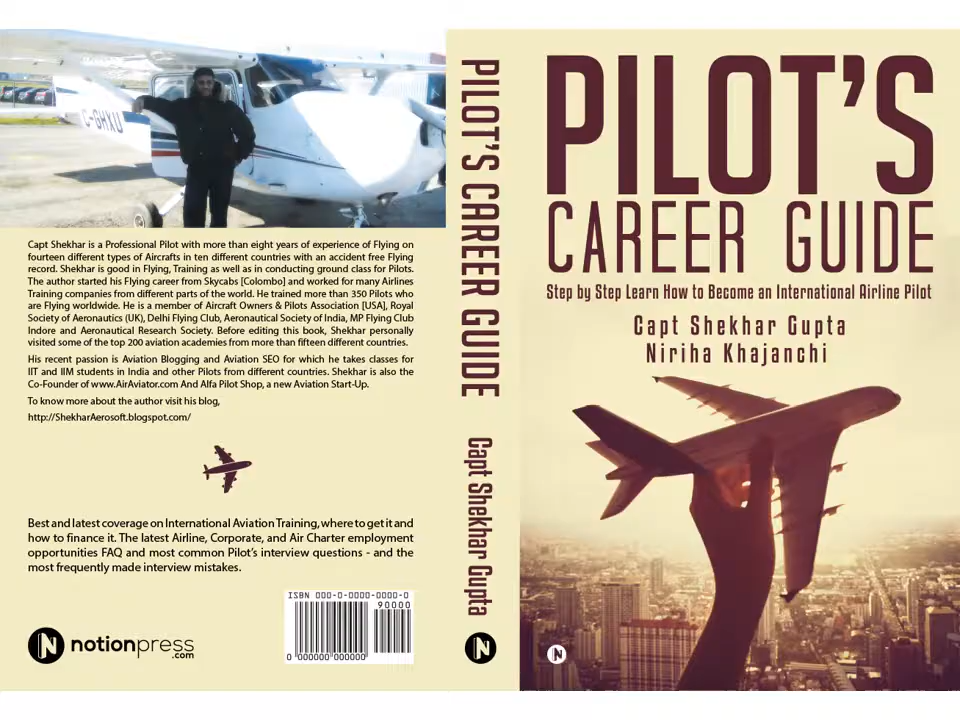 C-GHXU
Capt Shekhar is a Professional Pilot with more than eight years of experience of Flying on
fourteen different types of Aircrafts in ten different countries with an accident free Flying
record. Shekhar is good in Flying, Training as well as in conducting ground class for Pilots.
The author started his Flying career from Skycabs [Colombo] and worked for many Airlines
Training companies from different parts of the world. He trained more than 350 Pilots who
are Flying worldwide. He is a member of Aircraft Owners & Pilots Association [USA], Royal
Society of Aeronautics (UK), Delhi Flying Club, Aeronautical Society of India, MP Flying Club
Indore and Aeronautical Research Society. Before editing this book, Shekhar personally
visited some of the top 200 aviation academies from more than fifteen different countries.
His recent passion is Aviation Blogging and Aviation SEO for which he takes classes for
IIT and IIM students in India and other Pilots from different countries. Shekhar is also the
Co-Founder of www.AirAviator.com And Alfa Pilot Shop, a new Aviation Start-Up.
To know more about the author visit his blog,
http://ShekharAerosoft.blogspot.com/
Best and latest coverage on International Aviation Training, where to get it and
how to finance it. The latest Airline, Corporate, and Air Charter employment
opportunities FAQ and most common Pilot's interview questions - and the
most frequently made interview mistakes.
N notionpress
.com
ISBN 000-0-0000-0000-0
90000
0 000000 000000
PILOT'S CAREER GUIDE
Capt Shekhar Gupta
N
PILOT'S
CAREER GUIDE
Step by Step Learn How to Become an International Airline Pilot
Capt Shekhar Gupta
Niriha Khajanchi
N